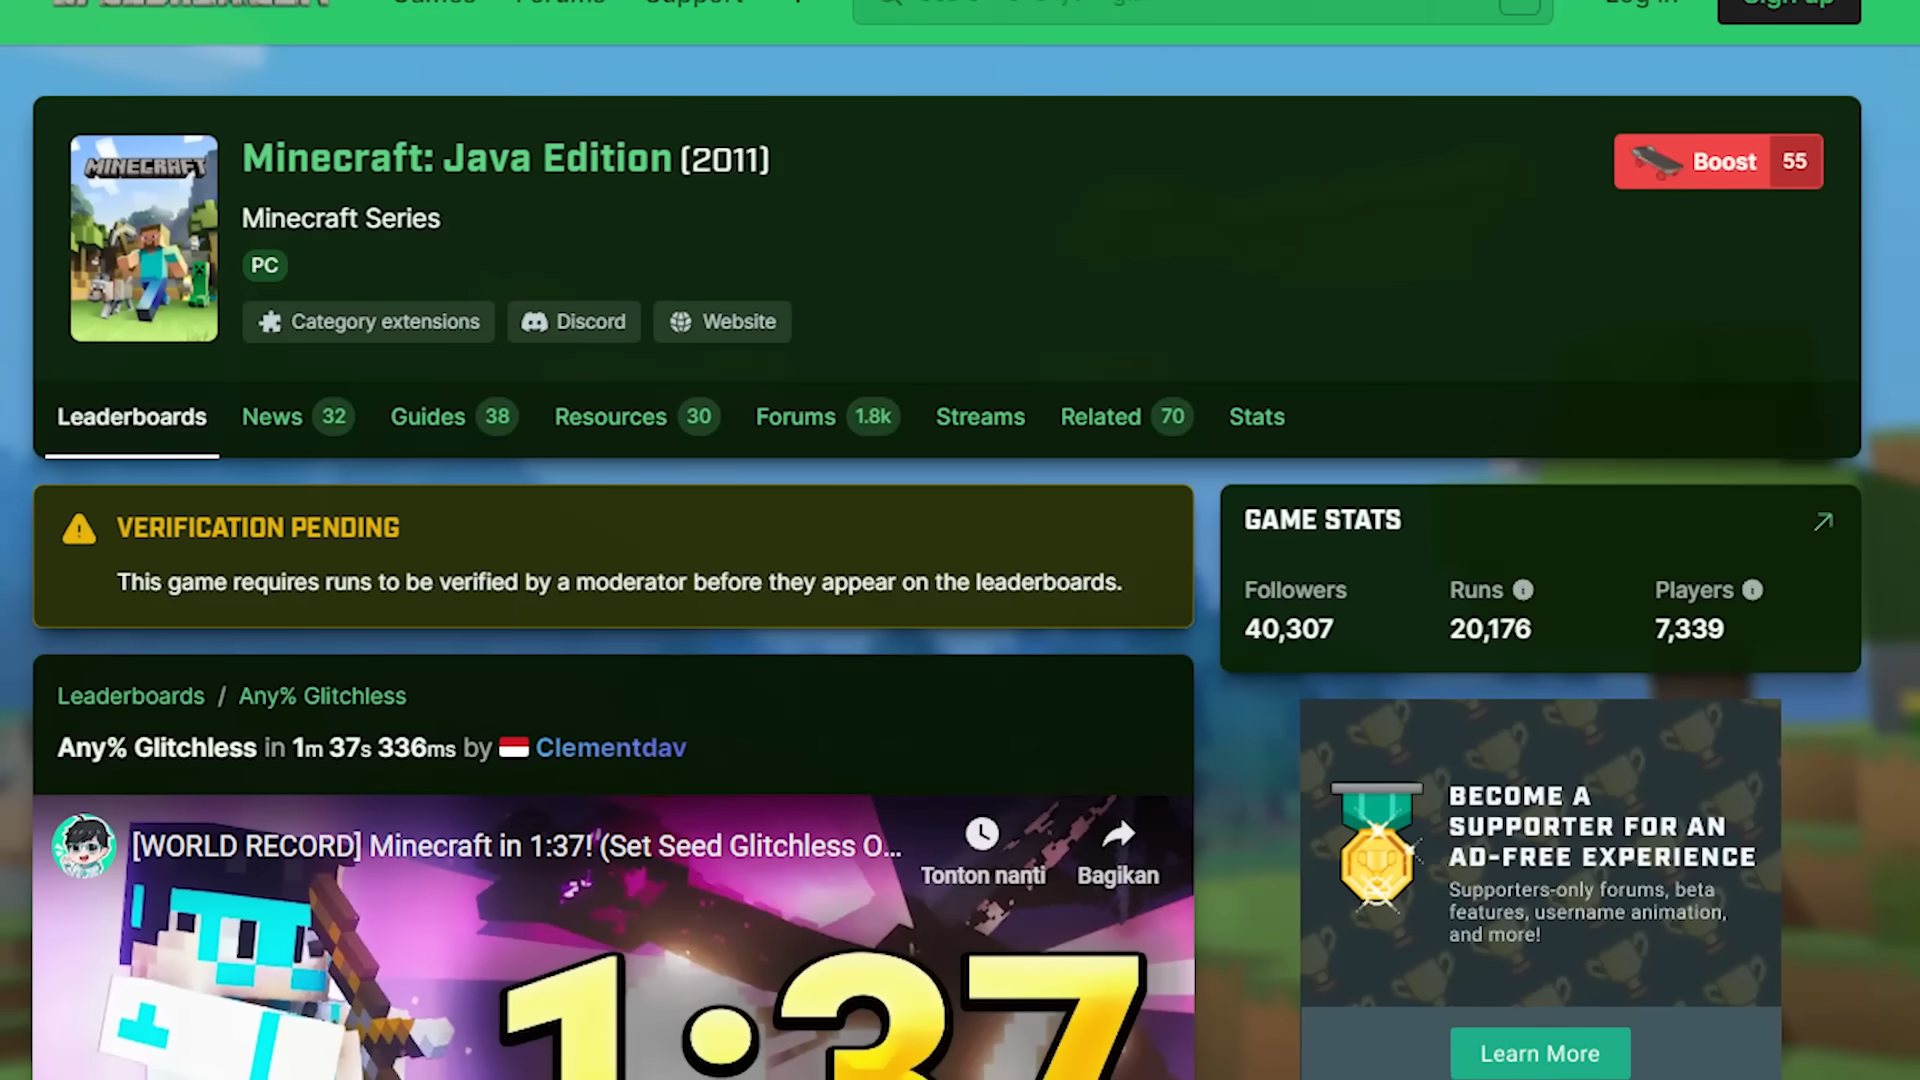 Log in
Sign up
MINECRAFT
Minecraft: Java Edition (2011)
Boost 55
Minecraft Series
PC
Category extensions Discord Website
Leaderboards News 32 Guides 38 Resources 30 Forums 1.8k Streams Related 70 Stats
VERIFICATION PENDING
This game requires runs to be verified by a moderator before they appear on the leaderboards.
GAME STATS
Followers Runs Players
40,307 20,176 7,339
Leaderboards / Any% Glitchless
Any% Glitchless in 1m 37s 336ms by Clementdav
[WORLD RECORD] Minecraft in 1:37! (Set Seed Glitchless O...
Tonton nanti Bagikan
1:37
BECOME A
SUPPORTER FOR AN
AD-FREE EXPERIENCE
Supporters-only forums, beta
features, username animation,
and more!
Learn More